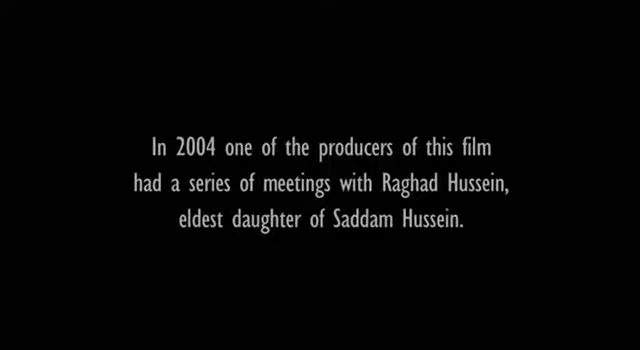 In 2004 one of the producers of this film
had a series of meetings with Raghad Hussein,
eldest daughter of Saddam Hussein.